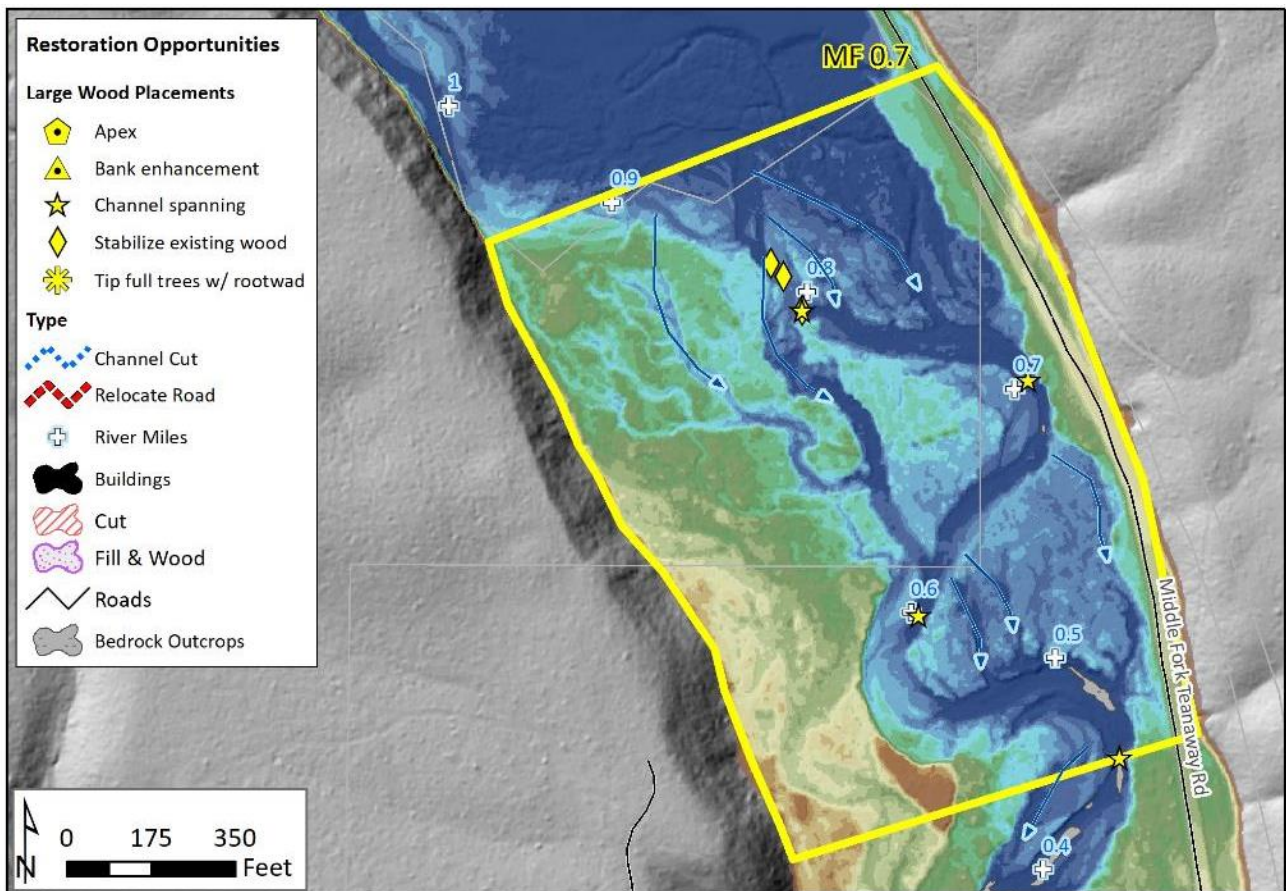 Restoration Opportunities
Large Wood Placements
Apex
Bank enhancement
Channel spanning
Stabilize existing wood
Tip full trees w/ rootwad
Type
Channel Cut
Relocate Road
River Miles
Buildings
Cut
Fill & Wood
Roads
Bedrock Outcrops
N
0 175 350
Feet
MF 0.7
1
0.9
0.8
0.7
0.6
0.5
0.4
Middle Fork Teanaway Rd